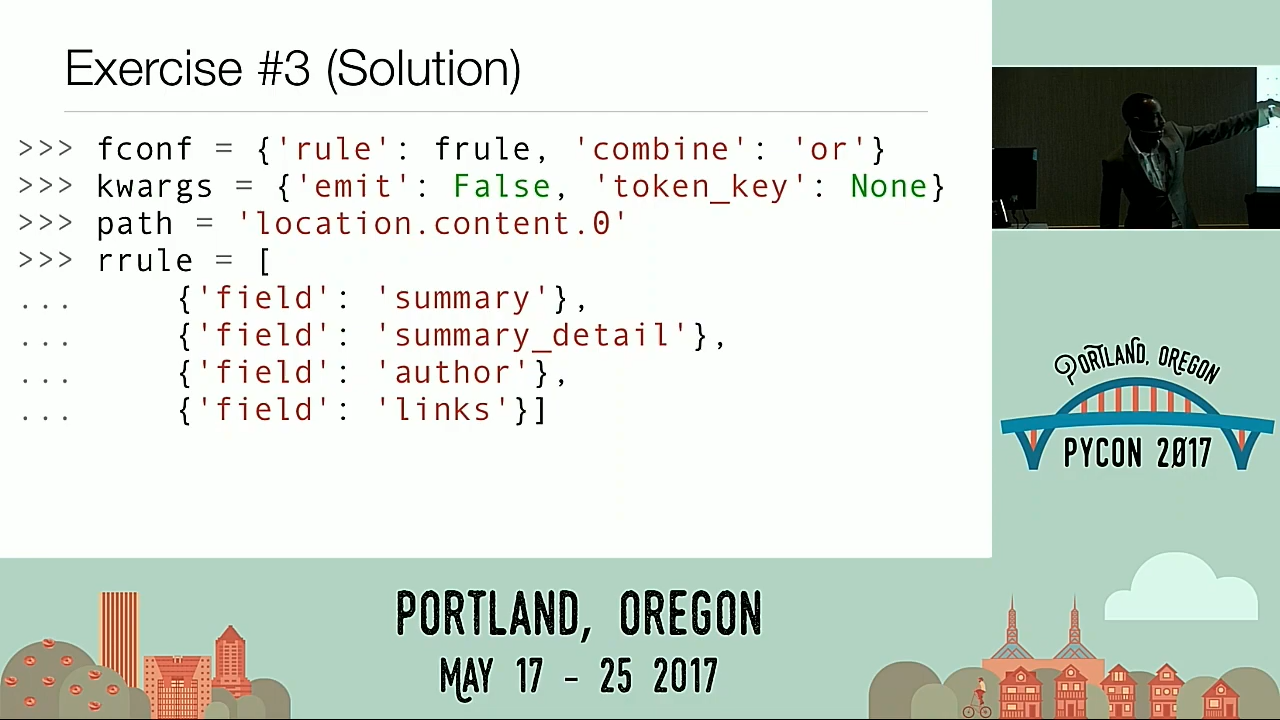 Exercise #3 (Solution)
>>> fconf = {'rule': frule, 'combine': 'or'}
>>> kwargs = {'emit': False, 'token_key': None}
>>> path = 'location.content.0'
>>> rrule = [
...     {'field': 'summary'},
...     {'field': 'summary_detail'},
...     {'field': 'author'},
...     {'field': 'links'}]
PORTLAND, OREGON
PYCON 2017
PORTLAND, OREGON
MAY 17 - 25 2017